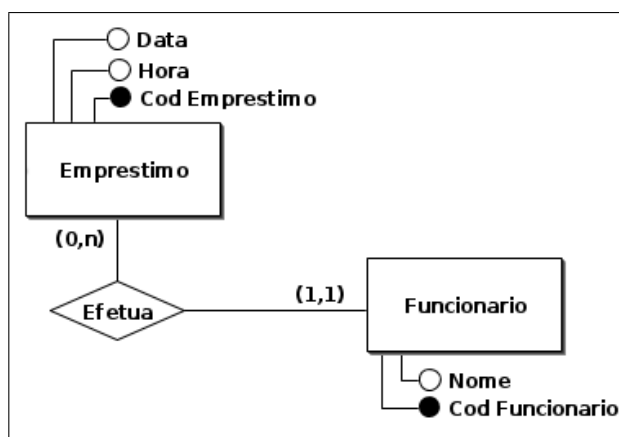 Data
Hora
Cod Emprestimo
Emprestimo
(0,n)
Efetua
(1,1)
Funcionario
Nome
Cod Funcionario